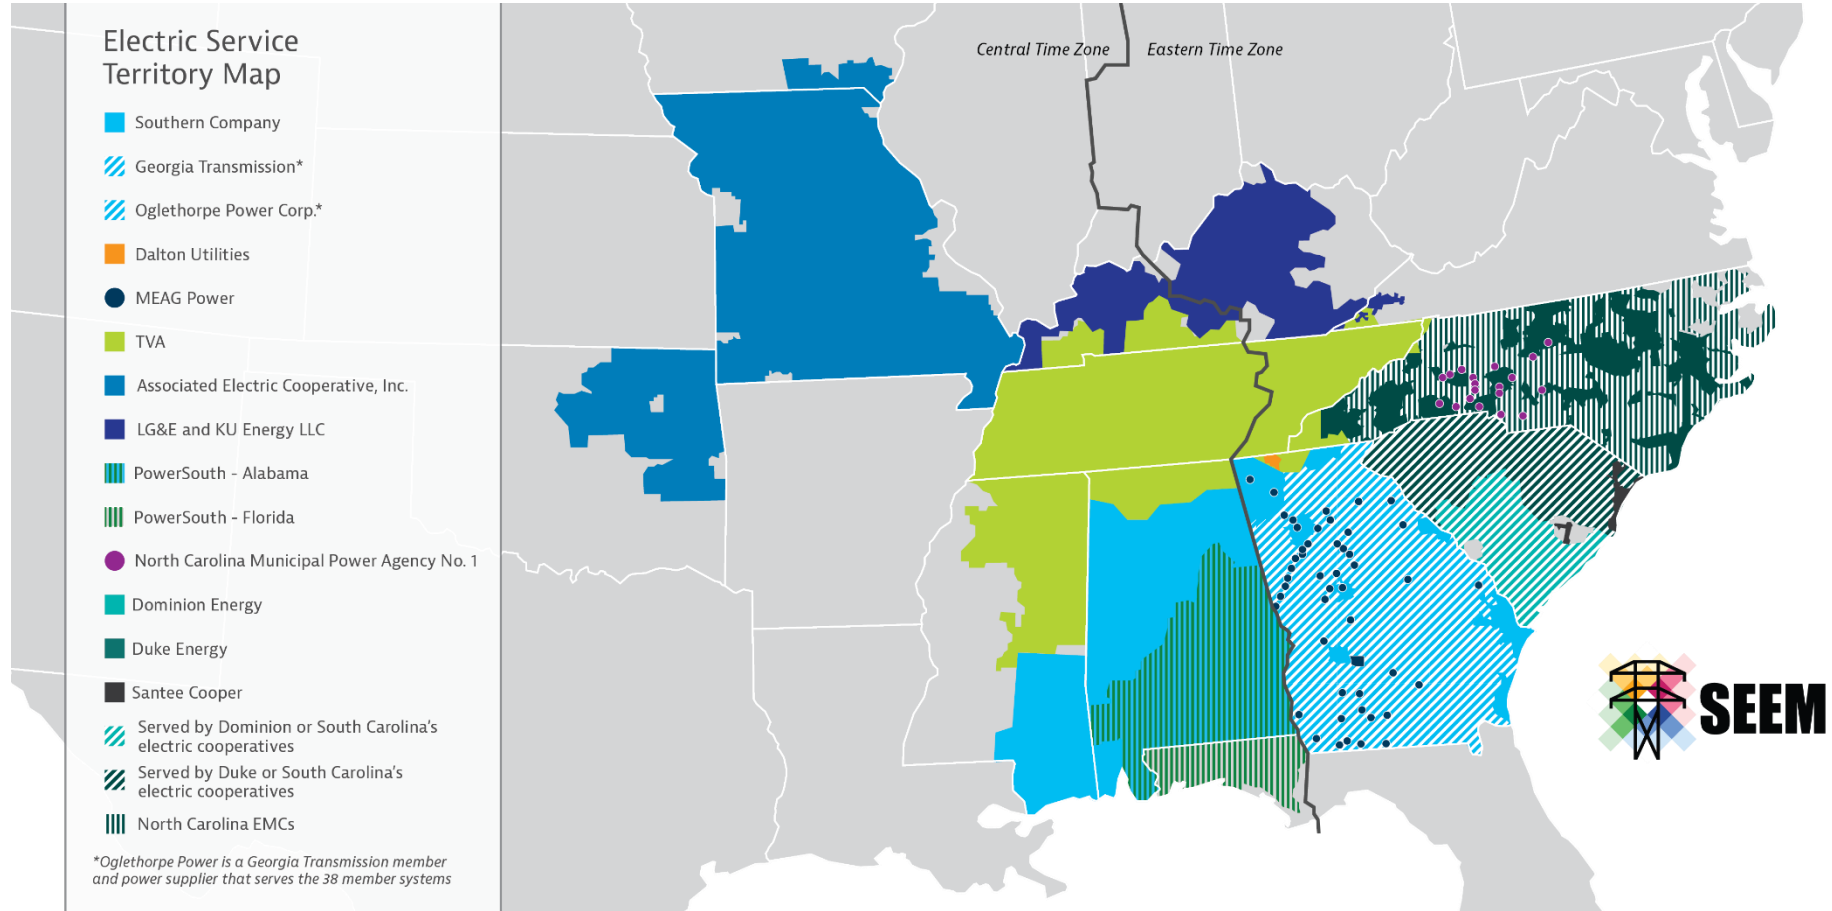 Electric Service
Territory Map
Southern Company
Georgia Transmission*
Oglethorpe Power Corp.*
Dalton Utilities
MEAG Power
TVA
Associated Electric Cooperative, Inc.
LG&E and KU Energy LLC
PowerSouth - Alabama
PowerSouth - Florida
North Carolina Municipal Power Agency No. 1
Dominion Energy
Duke Energy
Santee Cooper
Served by Dominion or South Carolina's
electric cooperatives
Served by Duke or South Carolina's
electric cooperatives
North Carolina EMCs
*Oglethorpe Power is a Georgia Transmission member
and power supplier that serves the 38 member systems
Central Time Zone
Eastern Time Zone
SEEM